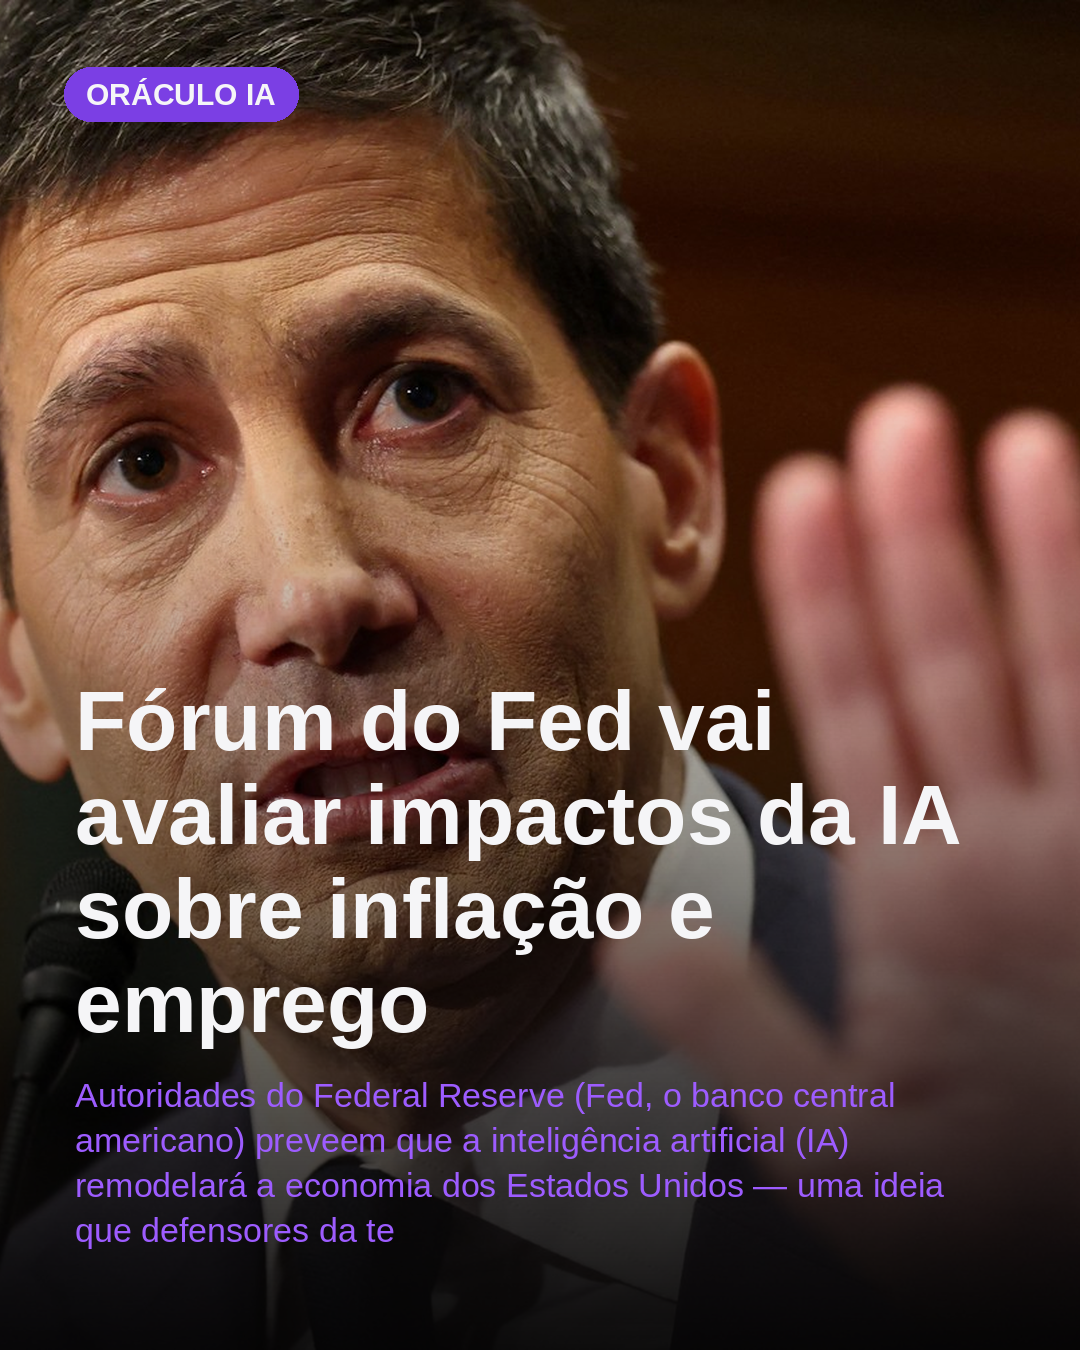 ORÁCULO IA
Fórum do Fed vai
avaliar impactos da IA
sobre inflação e
emprego
Autoridades do Federal Reserve (Fed, o banco central
americano) preveem que a inteligência artificial (IA)
remodelará a economia dos Estados Unidos — uma ideia
que defensores da te